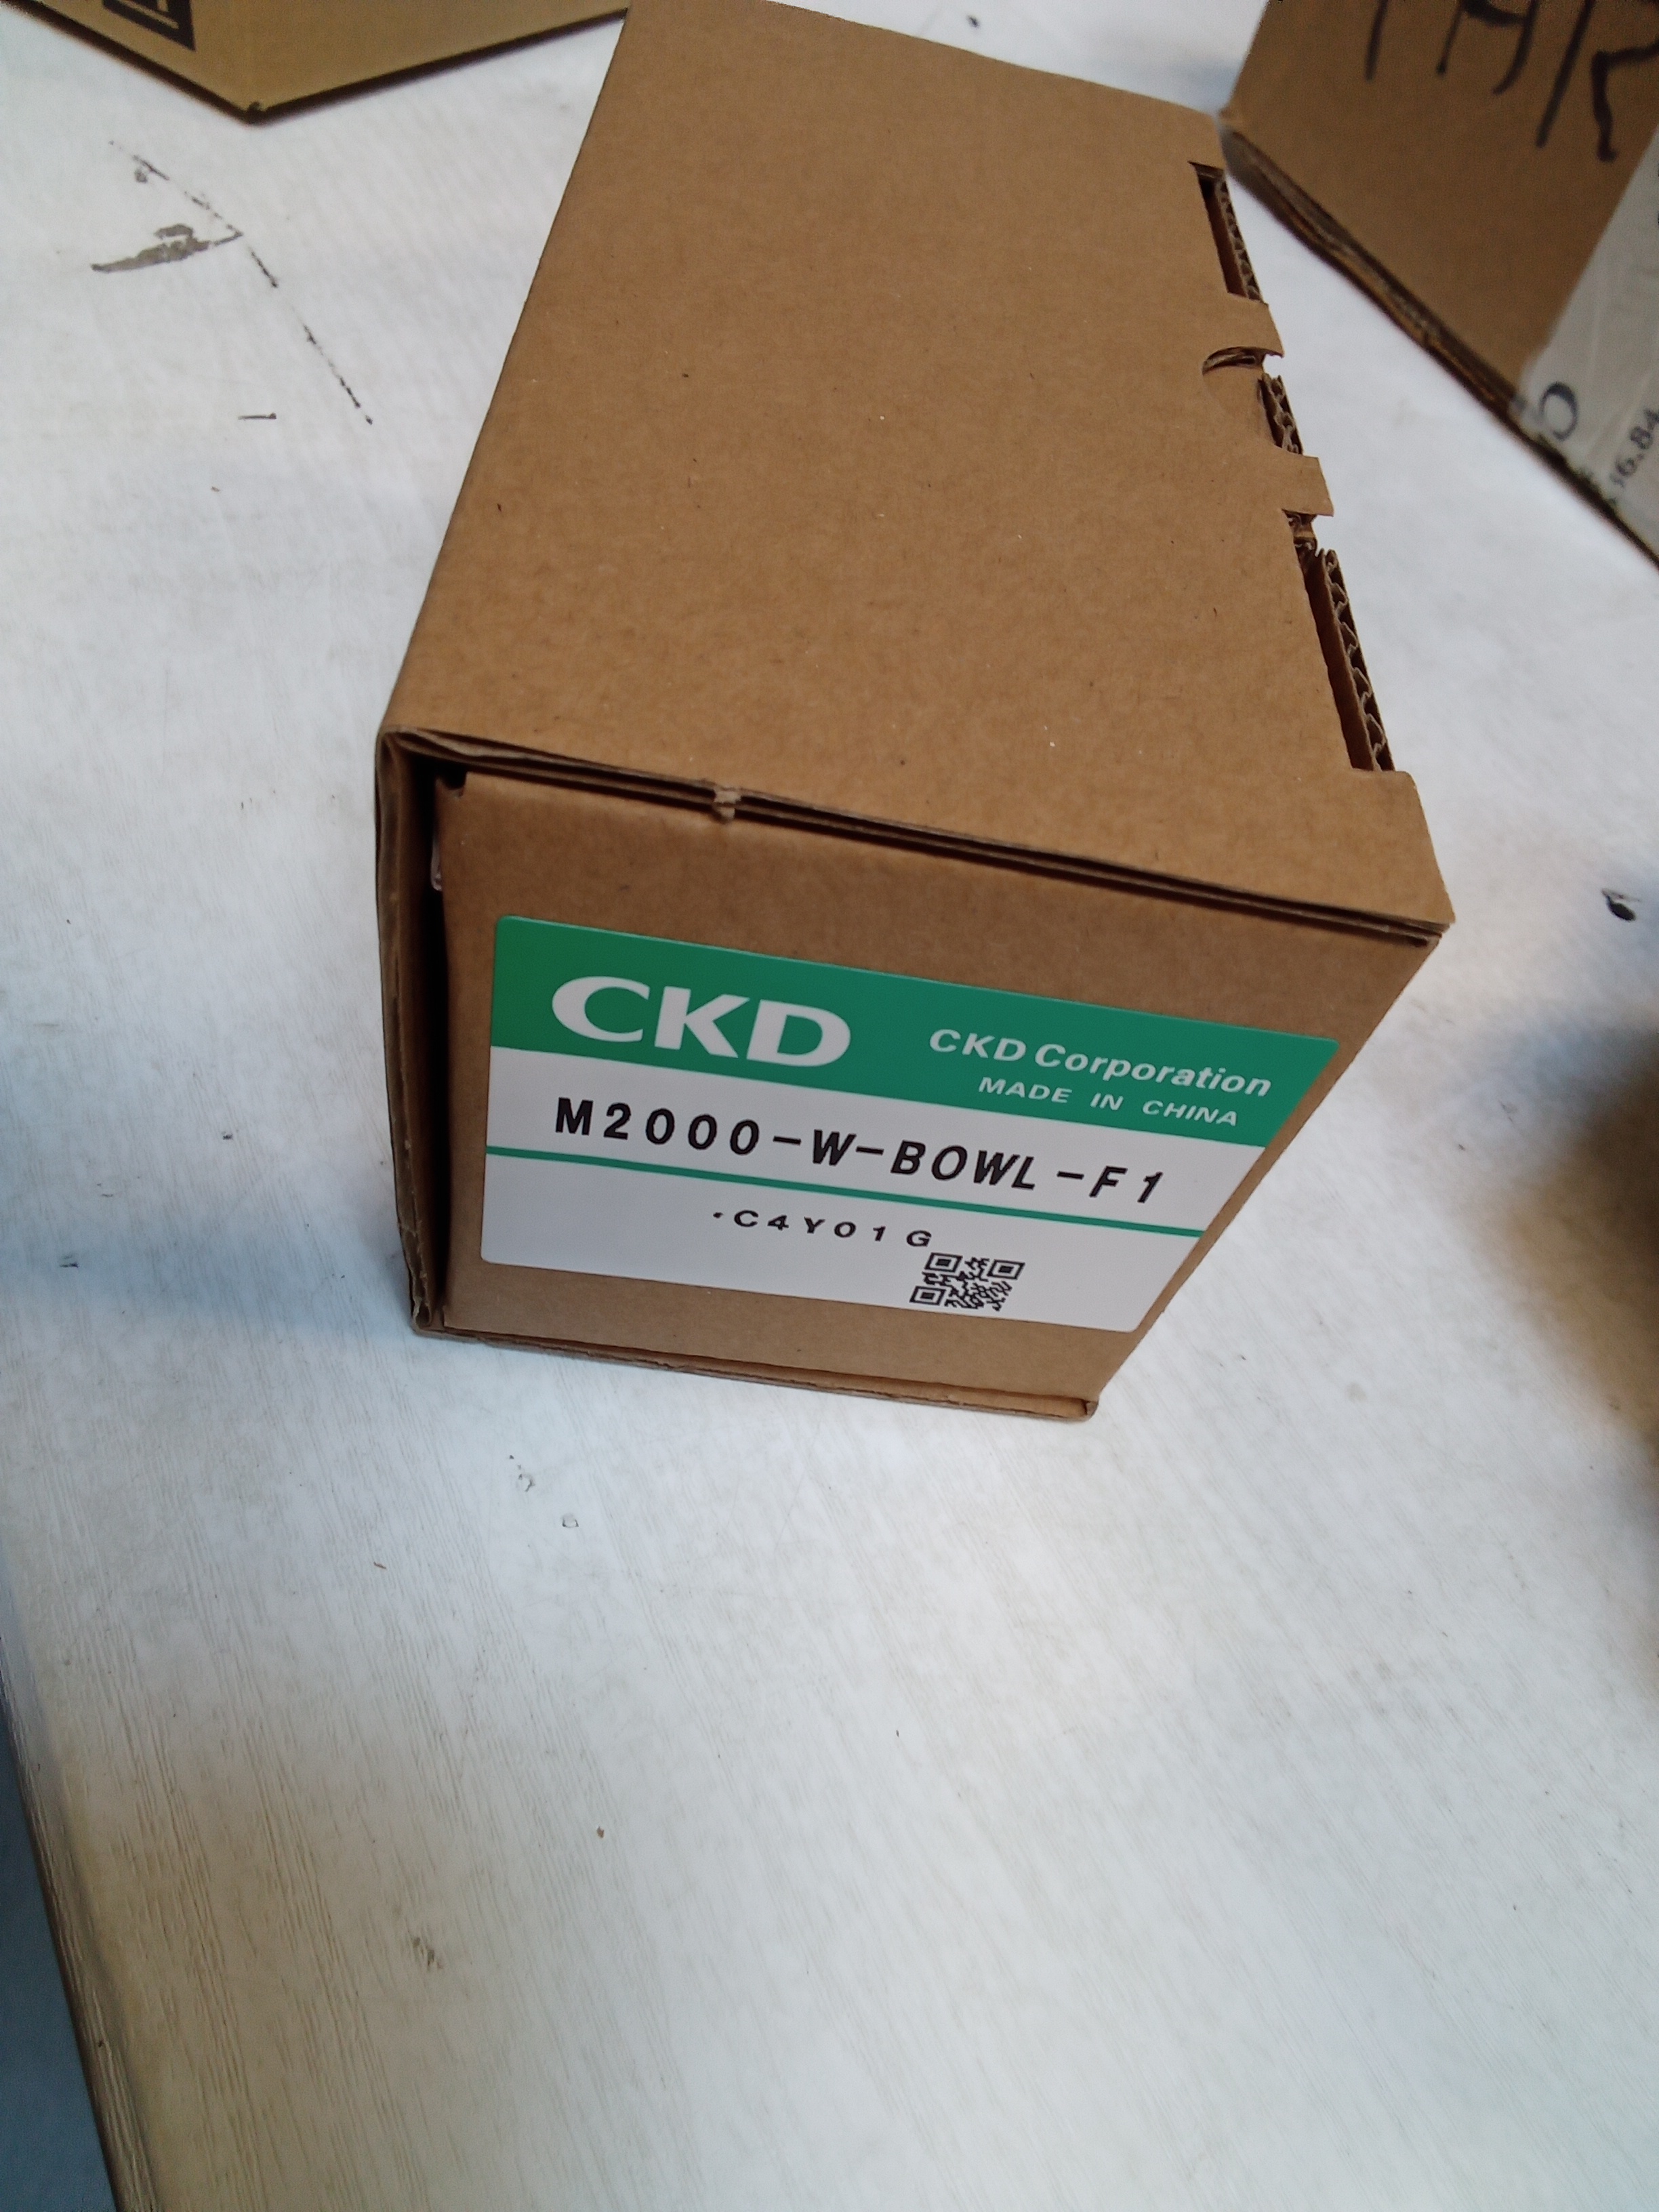 CKD
CKD Corporation
MADE IN CHINA
M2000-W-BOWL-F1
·C4Y01G